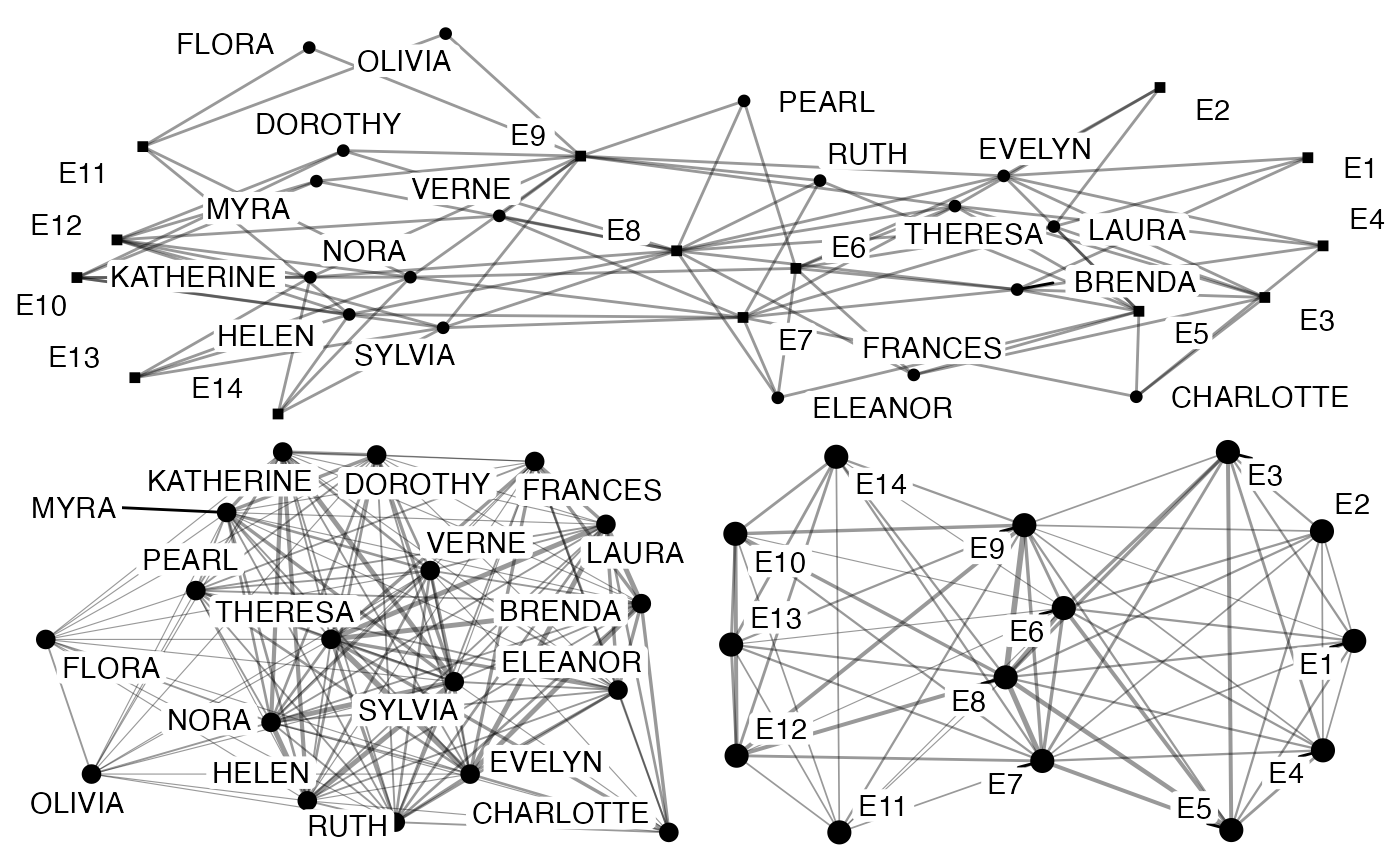 FLORA
OLIVIA
PEARL
E2
DOROTHY
E9
RUTH
EVELYN
E11
E1
MYRA
VERNE
E12
E8
E4
NORA
E6
THERESA
LAURA
KATHERINE
BRENDA
E10
HELEN
SYLVIA
E7
E5
E3
E13
FRANCES
E14
ELEANOR
CHARLOTTE
KATHERINE
DOROTHY
FRANCES
MYRA
VERNE
LAURA
PEARL
THERESA
BRENDA
FLORA
ELEANOR
NORA
SYLVIA
HELEN
EVELYN
OLIVIA
RUTH
CHARLOTTE
E14
E3
E2
E10
E9
E13
E6
E1
E8
E12
E7
E4
E11
E5